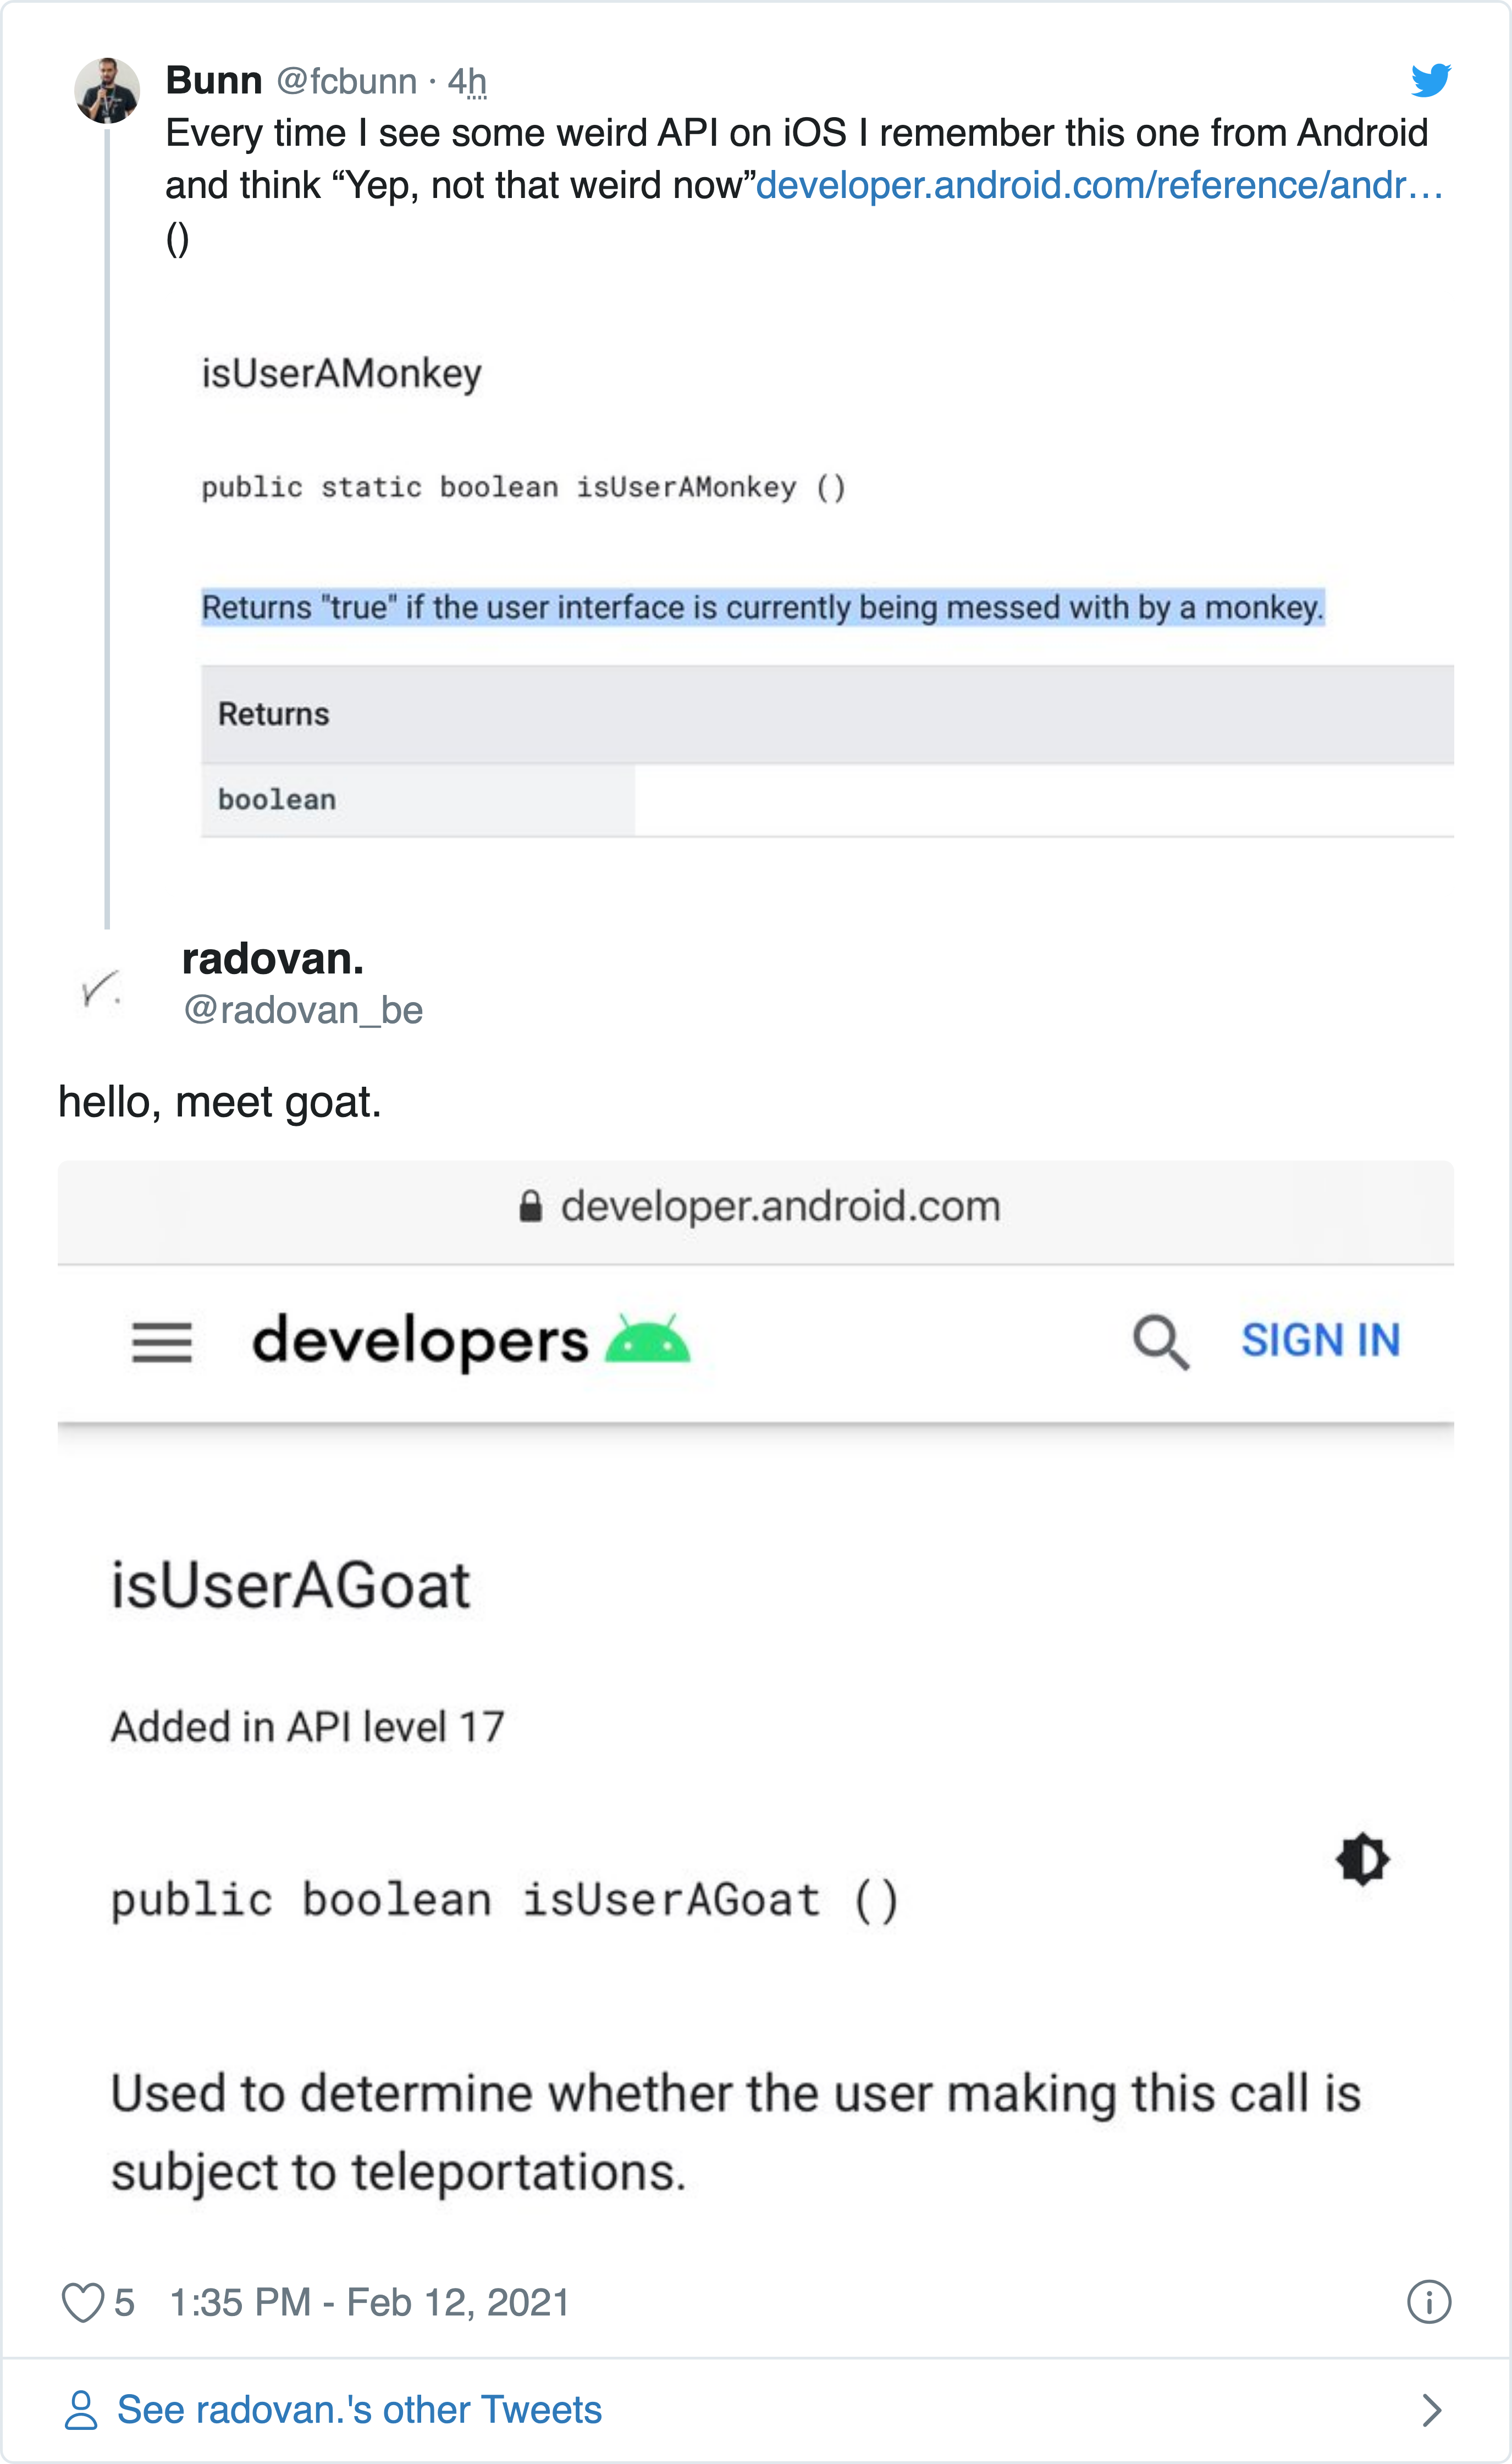 Bunn @fcbunn · 4h
Every time I see some weird API on iOS I remember this one from Android
and think “Yep, not that weird now”developer.android.com/reference/andr…
()
isUserAMonkey
public static boolean isUserAMonkey ()
Returns "true" if the user interface is currently being messed with by a monkey.
Returns
boolean
radovan.
@radovan_be
hello, meet goat.
developer.android.com
developers
SIGN IN
isUserAGoat
Added in API level 17
public boolean isUserAGoat ()
Used to determine whether the user making this call is
subject to teleportations.
5 1:35 PM - Feb 12, 2021
See radovan.'s other Tweets